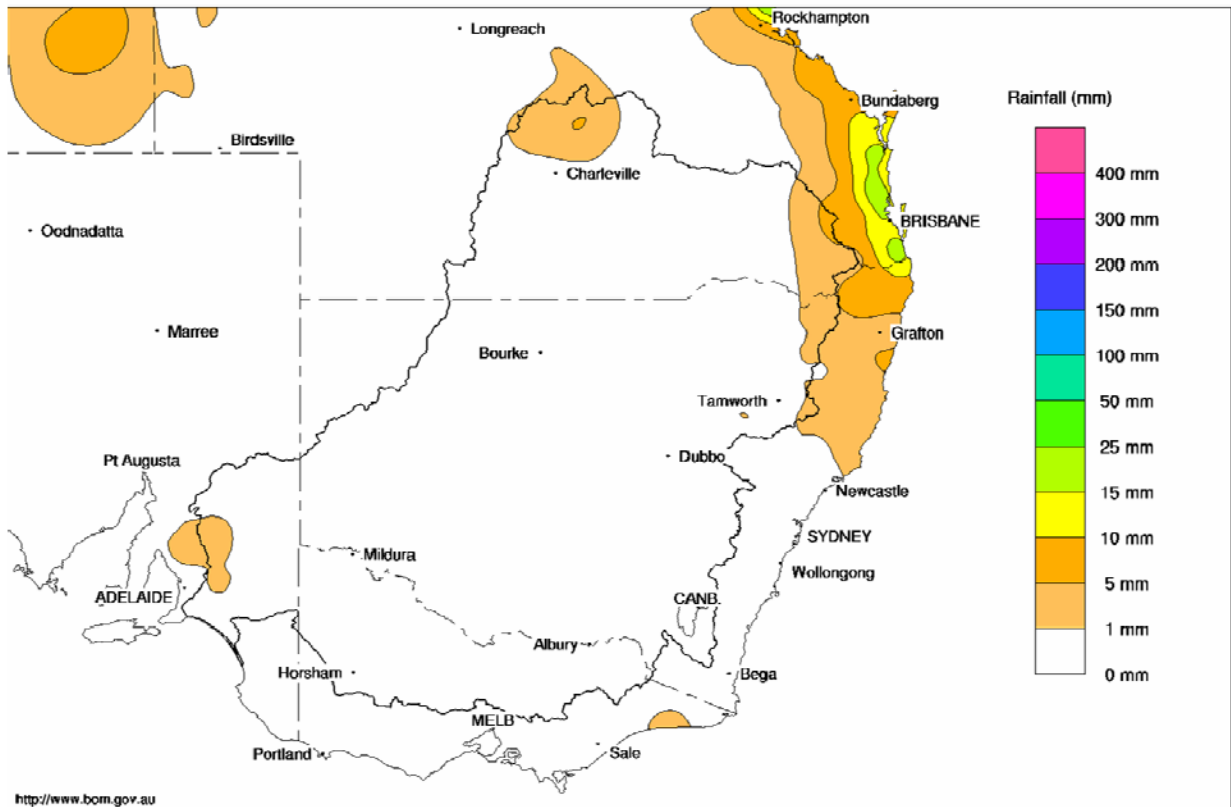 Rockhampton
Longreach
Bundaberg
Rainfall (mm)
Birdsville
Charleville
400 mm
Oodnadatta
BRISBANE
300 mm
200 mm
150 mm
Marree
Grafton
Bourke
100 mm
Tamworth
50 mm
Dubbo
25 mm
Pt Augusta
15 mm
Newcastle
SYDNEY
10 mm
Mildura
Wollongong
5 mm
ADELAIDE
CANB.
1 mm
Albury
Horsham
Bega
0 mm
MELB
Portland
Sale
http://www.bom.gov.au